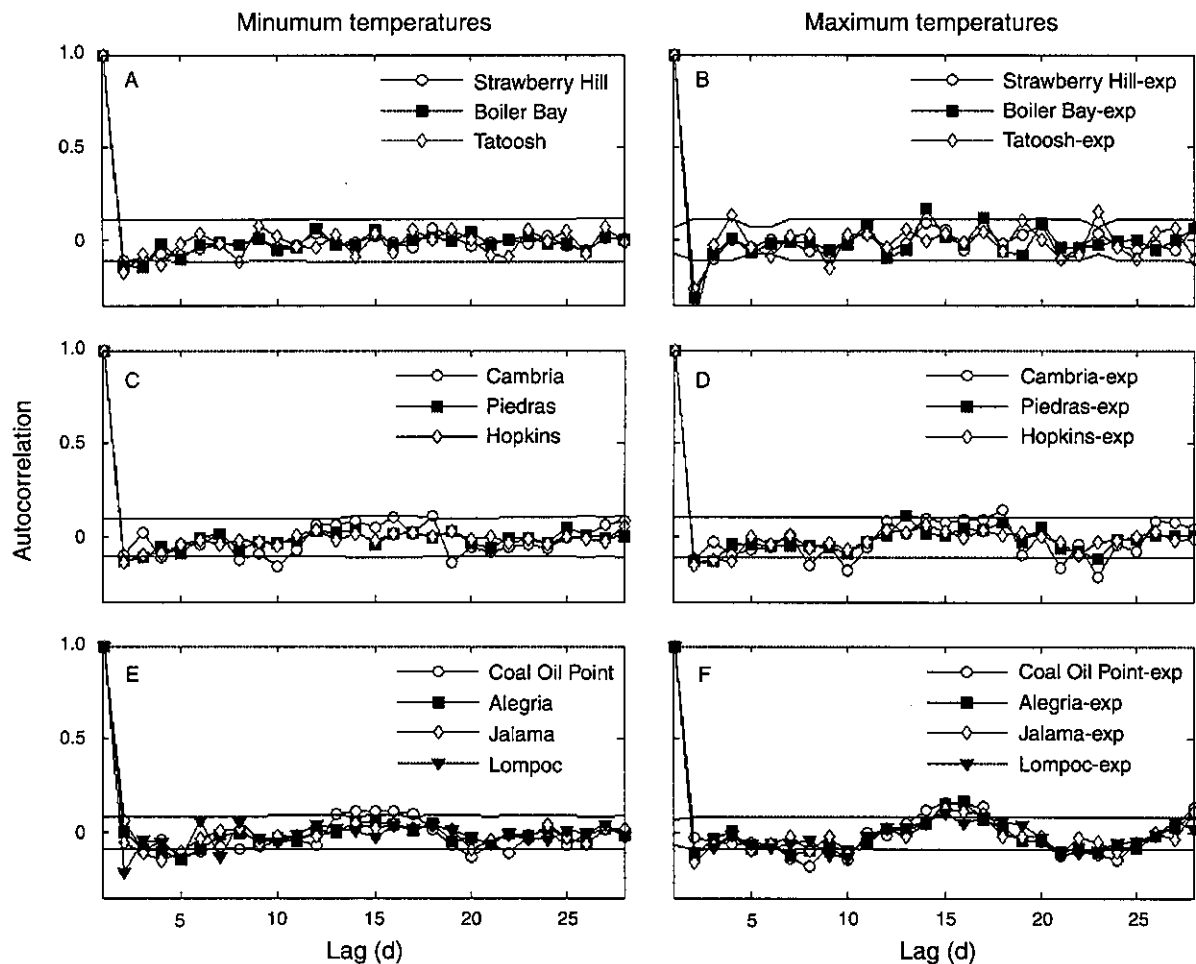 Minumum temperatures
Maximum temperatures
Autocorrelation
1.0
0.5
0
A
Strawberry Hill
Boiler Bay
Tatoosh
B
Strawberry Hill-exp
Boiler Bay-exp
Tatoosh-exp
1.0
0.5
0
C
Cambria
Piedras
Hopkins
D
Cambria-exp
Piedras-exp
Hopkins-exp
1.0
0.5
0
E
Coal Oil Point
Alegria
Jalama
Lompoc
F
Coal Oil Point-exp
Alegria-exp
Jalama-exp
Lompoc-exp
5 10 15 20 25
5 10 15 20 25
Lag (d)
Lag (d)